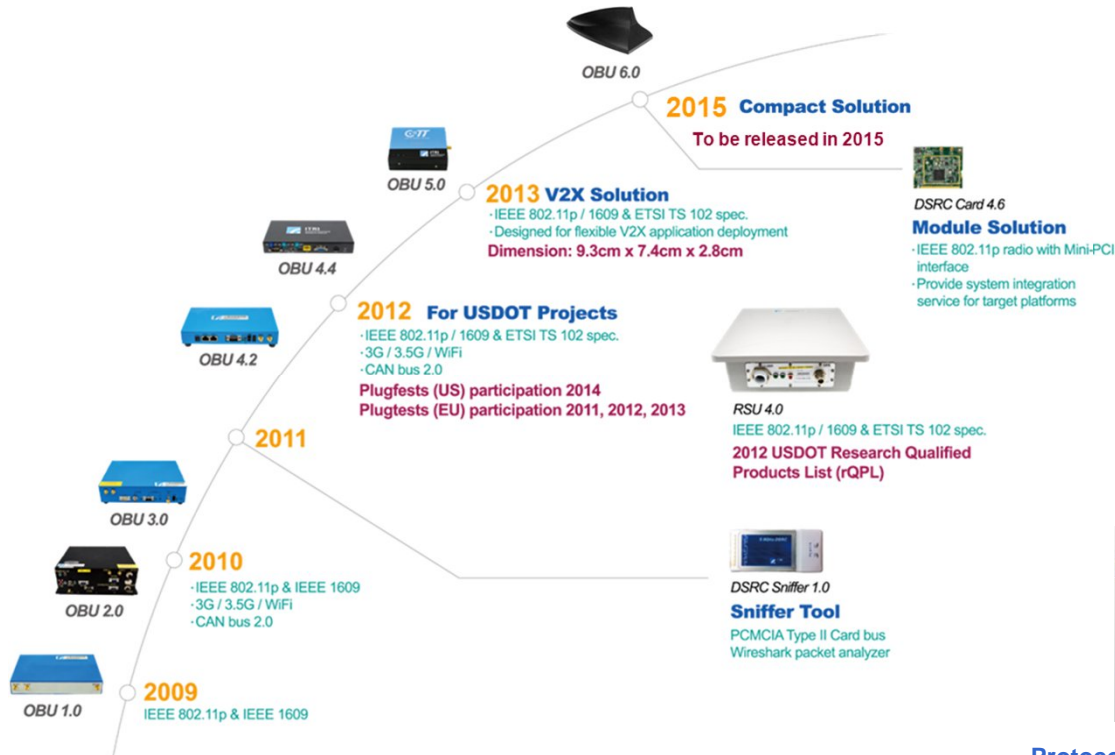 OBU 6.0
2015 Compact Solution
To be released in 2015
OBU 5.0
2013 V2X Solution
·IEEE 802.11p / 1609 & ETSI TS 102 spec.
·Designed for flexible V2X application deployment
Dimension: 9.3cm x 7.4cm x 2.8cm
DSRC Card 4.6
Module Solution
·IEEE 802.11p radio with Mini-PCI
interface
·Provide system integration
service for target platforms
OBU 4.4
2012 For USDOT Projects
·IEEE 802.11p / 1609 & ETSI TS 102 spec.
·3G / 3.5G / WiFi
·CAN bus 2.0
Plugfests (US) participation 2014
Plugtests (EU) participation 2011, 2012, 2013
OBU 4.2
RSU 4.0
IEEE 802.11p / 1609 & ETSI TS 102 spec.
2012 USDOT Research Qualified
Products List (rQPL)
2011
OBU 3.0
2010
·IEEE 802.11p & IEEE 1609
·3G / 3.5G / WiFi
·CAN bus 2.0
OBU 2.0
DSRC Sniffer 1.0
Sniffer Tool
PCMCIA Type II Card bus
Wireshark packet analyzer
OBU 1.0
2009
IEEE 802.11p & IEEE 1609